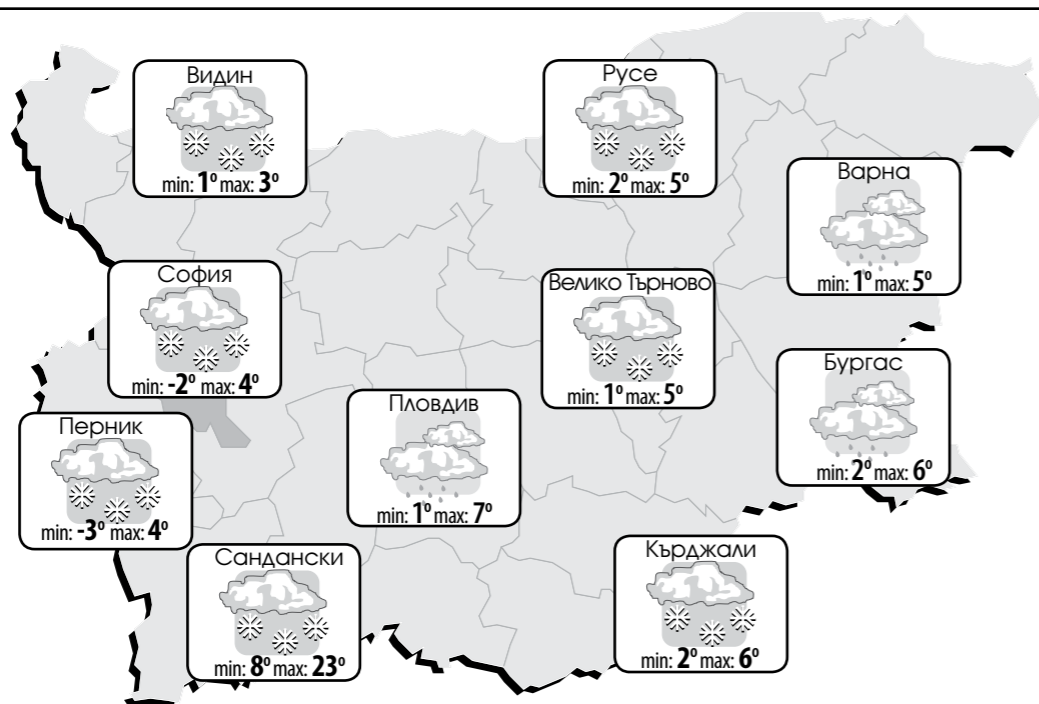 Видин
min: 1° max: 3°
Русе
min: 2° max: 5°
Варна
min: 1° max: 5°
София
min: -2° max: 4°
Велико Търново
min: 1° max: 5°
Бургас
min: 2° max: 6°
Пловдив
min: 1° max: 7°
Перник
min: -3° max: 4°
Сандански
min: 8° max: 23°
Кърджали
min: 2° max: 6°